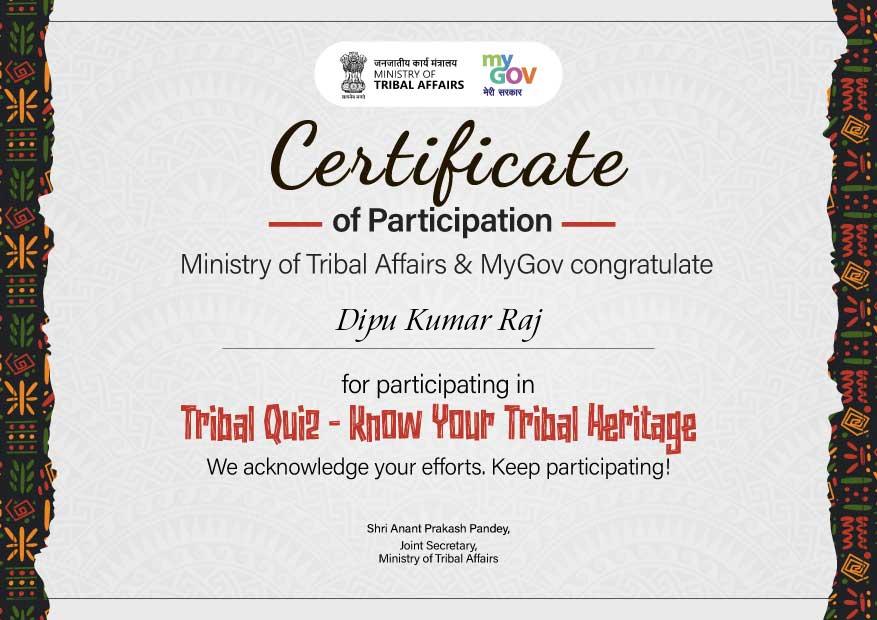 जनजातीय कार्य मंत्रालय
MINISTRY OF
TRIBAL AFFAIRS
सत्यमेव जयते
my
GOV
मेरी सरकार
Certificate
of Participation
Ministry of Tribal Affairs & MyGov congratulate
Dipu Kumar Raj
for participating in
Tribal Quiz - Know Your Tribal Heritage
We acknowledge your efforts. Keep participating!
Shri Anant Prakash Pandey,
Joint Secretary,
Ministry of Tribal Affairs